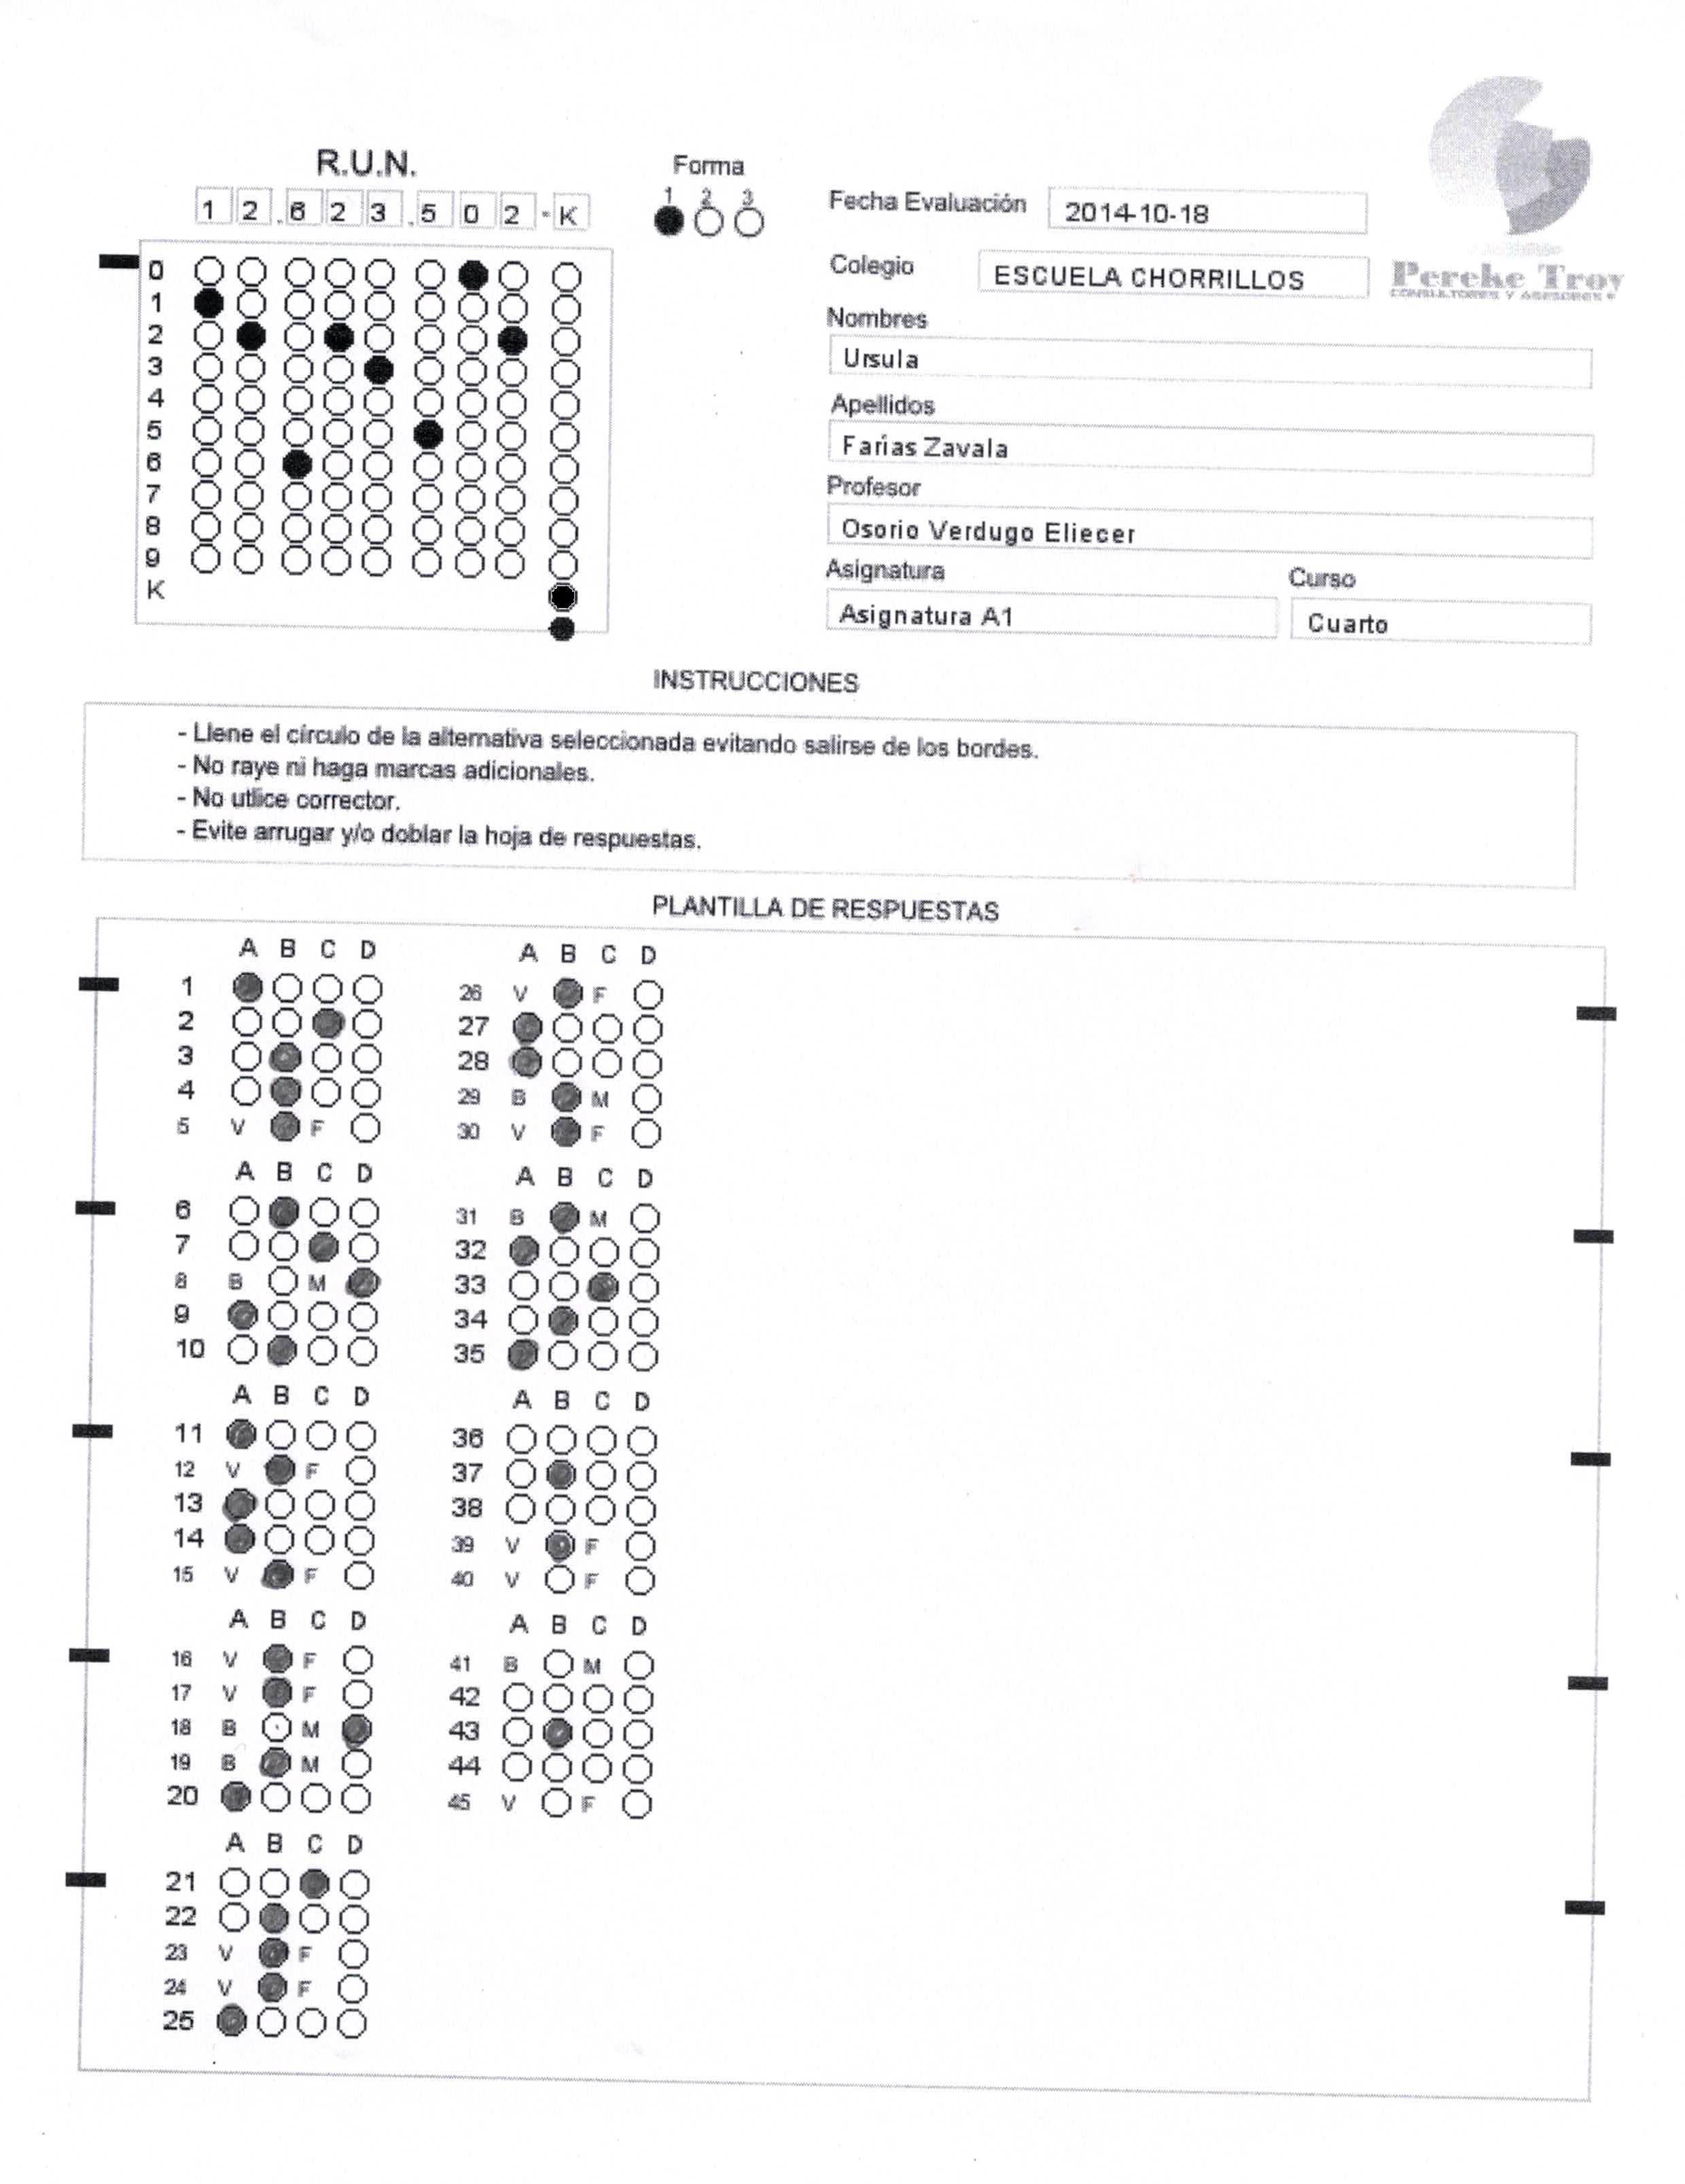 R.U.N.
1 2 . 6 2 3 . 5 0 2 - K
Forma
1 2 3
Fecha Evaluación
2014-10-18
Colegio
ESCUELA CHORRILLOS
Pereke Troy
CONSULTORES Y ASESORES
Nombres
Ursula
Apellidos
Farías Zavala
Profesor
Osorio Verdugo Eliecer
Asignatura
Curso
Asignatura A1
Cuarto
0
1
2
3
4
5
6
7
8
9
K
INSTRUCCIONES
- Llene el círculo de la alternativa seleccionada evitando salirse de los bordes.
- No raye ni haga marcas adicionales.
- No utlice corrector.
- Evite arrugar y/o doblar la hoja de respuestas.
PLANTILLA DE RESPUESTAS
A B C D
1
2
3
4
5 V F
A B C D
6
7
8 B M
9
10
A B C D
11
12 V F
13
14
15 V F
A B C D
16 V F
17 V F
18 B M
19 B M
20
A B C D
21
22
23 V F
24 V F
25
A B C D
26 V F
27
28
29 B M
30 V F
A B C D
31 B M
32
33
34
35
A B C D
36
37
38
39 V F
40 V F
A B C D
41 B M
42
43
44
45 V F